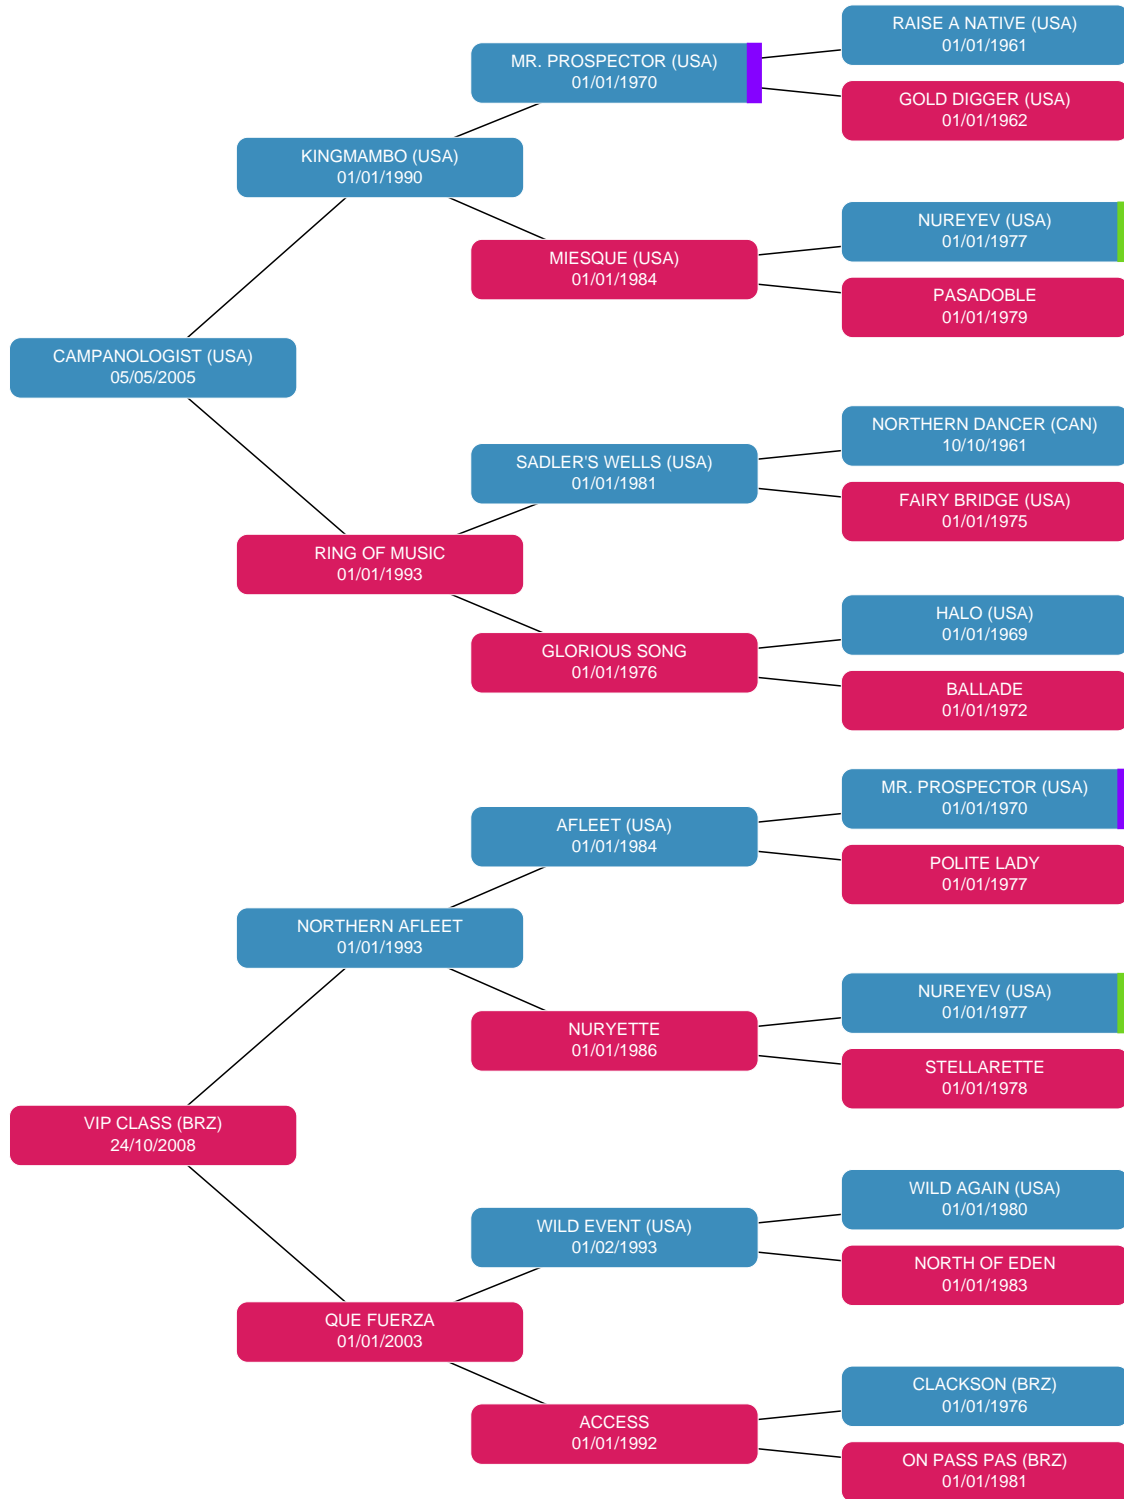 RAISE A NATIVE (USA)
01/01/1961
MR. PROSPECTOR (USA)
01/01/1970
GOLD DIGGER (USA)
01/01/1962
KINGMAMBO (USA)
01/01/1990
NUREYEV (USA)
01/01/1977
MIESQUE (USA)
01/01/1984
PASADOBLE
01/01/1979
CAMPANOLOGIST (USA)
05/05/2005
NORTHERN DANCER (CAN)
10/10/1961
SADLER'S WELLS (USA)
01/01/1981
FAIRY BRIDGE (USA)
01/01/1975
RING OF MUSIC
01/01/1993
HALO (USA)
01/01/1969
GLORIOUS SONG
01/01/1976
BALLADE
01/01/1972
MR. PROSPECTOR (USA)
01/01/1970
AFLEET (USA)
01/01/1984
POLITE LADY
01/01/1977
NORTHERN AFLEET
01/01/1993
NUREYEV (USA)
01/01/1977
NURYETTE
01/01/1986
STELLARETTE
01/01/1978
VIP CLASS (BRZ)
24/10/2008
WILD AGAIN (USA)
01/01/1980
WILD EVENT (USA)
01/02/1993
NORTH OF EDEN
01/01/1983
QUE FUERZA
01/01/2003
CLACKSON (BRZ)
01/01/1976
ACCESS
01/01/1992
ON PASS PAS (BRZ)
01/01/1981